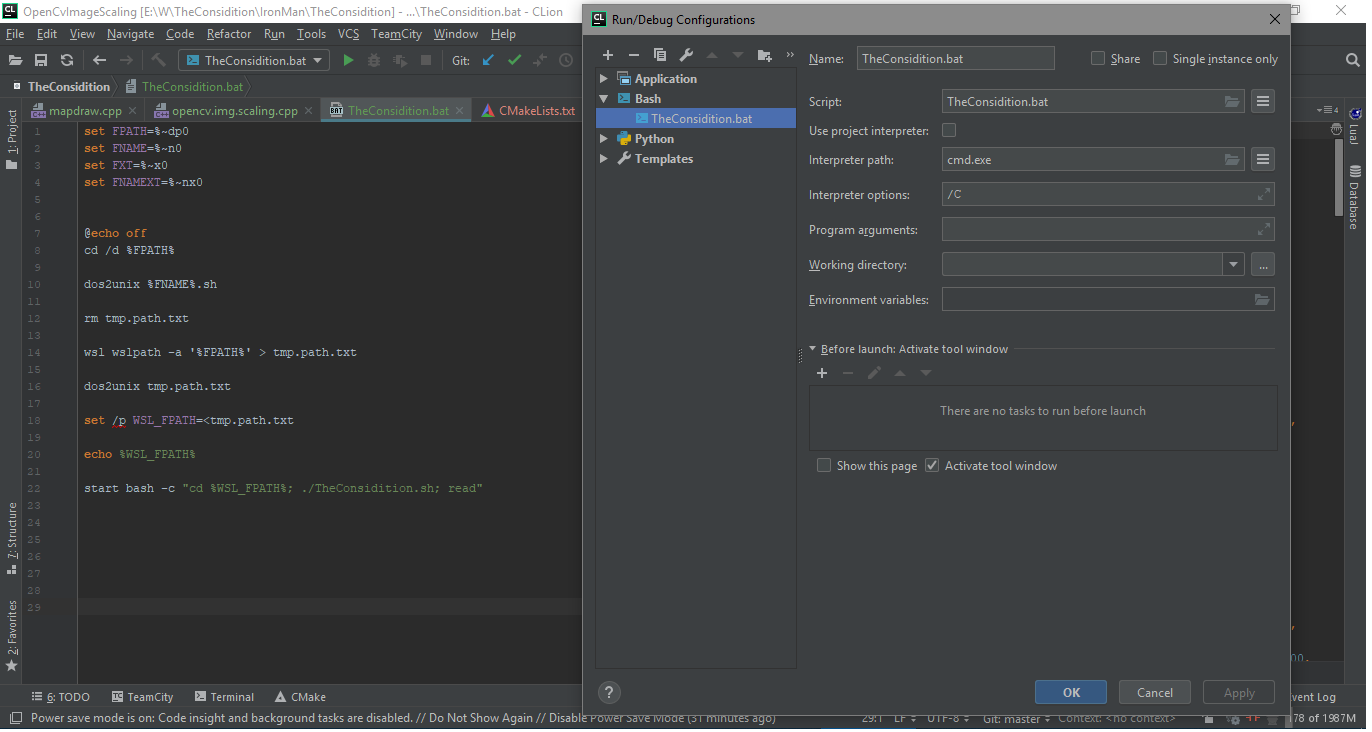 OpenCvImageScaling [E:\W\TheConsidition\IronMan\TheConsidition] - ...\TheConsidition.bat - CLion
File Edit View Navigate Code Refactor Run Tools VCS TeamCity Window Help
TheConsidition.bat Git:
TheConsidition TheConsidition.bat
mapdraw.cpp opencv.img.scaling.cpp TheConsidition.bat CMakeLists.txt
1: Project
7: Structure
2: Favorites
1 set FPATH=%~dp0
2 set FNAME=%~n0
3 set FXT=%~x0
4 set FNAMEXT=%~nx0
5
6
7 @echo off
8 cd /d %FPATH%
9
10 dos2unix %FNAME%.sh
11
12 rm tmp.path.txt
13
14 wsl wslpath -a '%FPATH%' > tmp.path.txt
15
16 dos2unix tmp.path.txt
17
18 set /p WSL_FPATH=<tmp.path.txt
19
20 echo %WSL_FPATH%
21
22 start bash -c "cd %WSL_FPATH%; ./TheConsidition.sh; read"
23
24
25
26
27
28
29
Run/Debug Configurations
Application
Bash
TheConsidition.bat
Python
Templates
Name: TheConsidition.bat Share Single instance only
Script: TheConsidition.bat
Use project interpreter:
Interpreter path: cmd.exe
Interpreter options: /C
Program arguments:
Working directory: ...
Environment variables:
Before launch: Activate tool window
There are no tasks to run before launch
Show this page Activate tool window
? OK Cancel Apply
4
Luad
Database
6: TODO TeamCity Terminal CMake vent Log
Power save mode is on: Code insight and background tasks are disabled. // Do Not Show Again // Disable Power Save Mode (31 minutes ago) 29:1 LF UTF-8 Git: master Context: <no context> 78 of 1987M